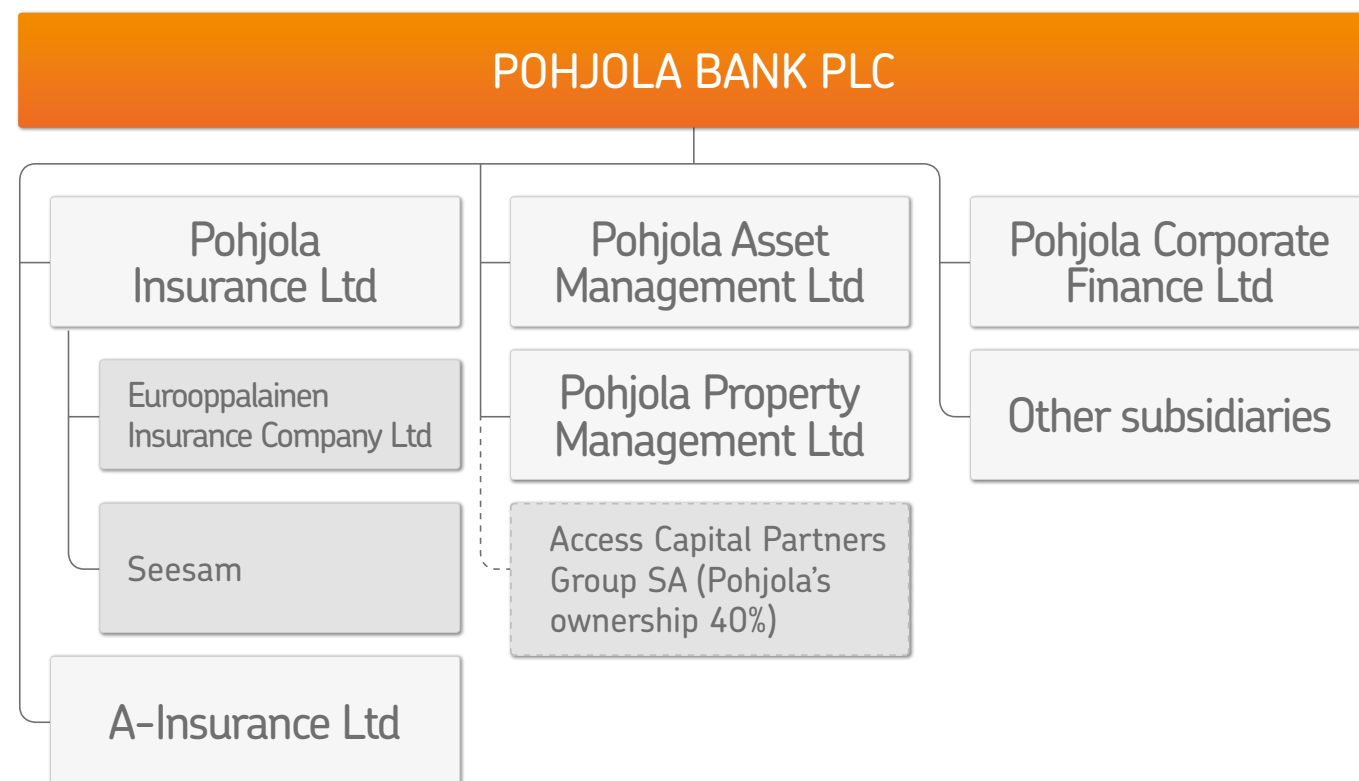 POHJOLA BANK PLC
Pohjola
Insurance Ltd
Eurooppalainen
Insurance Company Ltd
Seesam
A-Insurance Ltd
Pohjola Asset
Management Ltd
Pohjola Property
Management Ltd
Access Capital Partners
Group SA (Pohjola's
ownership 40%)
Pohjola Corporate
Finance Ltd
Other subsidiaries